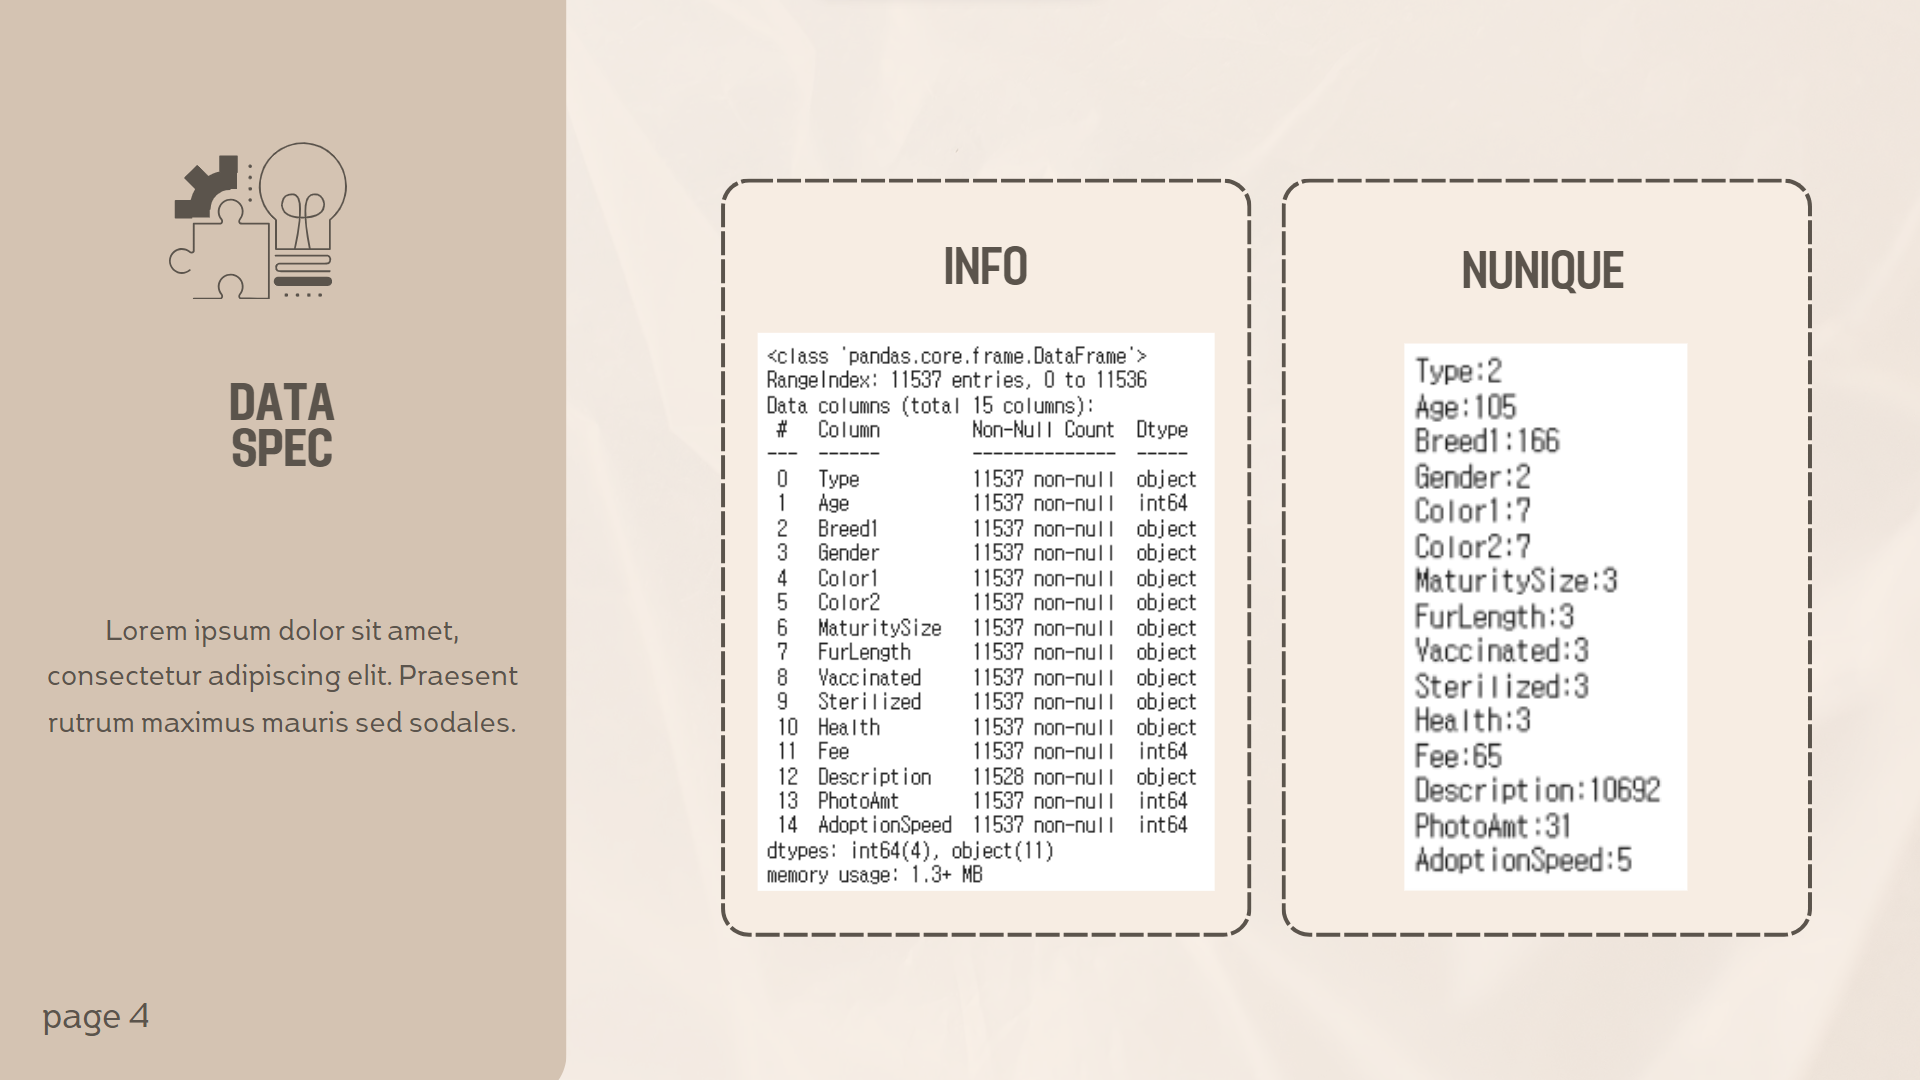 DATA
SPEC
Lorem ipsum dolor sit amet,
consectetur adipiscing elit. Praesent
rutrum maximus mauris sed sodales.
page 4
INFO
<class 'pandas.core.frame.DataFrame'>
RangeIndex: 11537 entries, 0 to 11536
Data columns (total 15 columns):
#   Column   Non-Null Count   Dtype
---  ------  --------------  -----
0   Type   11537 non-null   object
1   Age   11537 non-null   int64
2   Breed1   11537 non-null   object
3   Gender   11537 non-null   object
4   Color1   11537 non-null   object
5   Color2   11537 non-null   object
6   MaturitySize   11537 non-null   object
7   FurLength   11537 non-null   object
8   Vaccinated   11537 non-null   object
9   Sterilized   11537 non-null   object
10   Health   11537 non-null   object
11   Fee   11537 non-null   int64
12   Description   11528 non-null   object
13   PhotoAmt   11537 non-null   int64
14   AdoptionSpeed   11537 non-null   int64
dtypes: int64(4), object(11)
memory usage: 1.3+ MB
NUNIQUE
Type:2
Age:105
Breed1:166
Gender:2
Color1:7
Color2:7
MaturitySize:3
FurLength:3
Vaccinated:3
Sterilized:3
Health:3
Fee:65
Description:10692
PhotoAmt:31
AdoptionSpeed:5